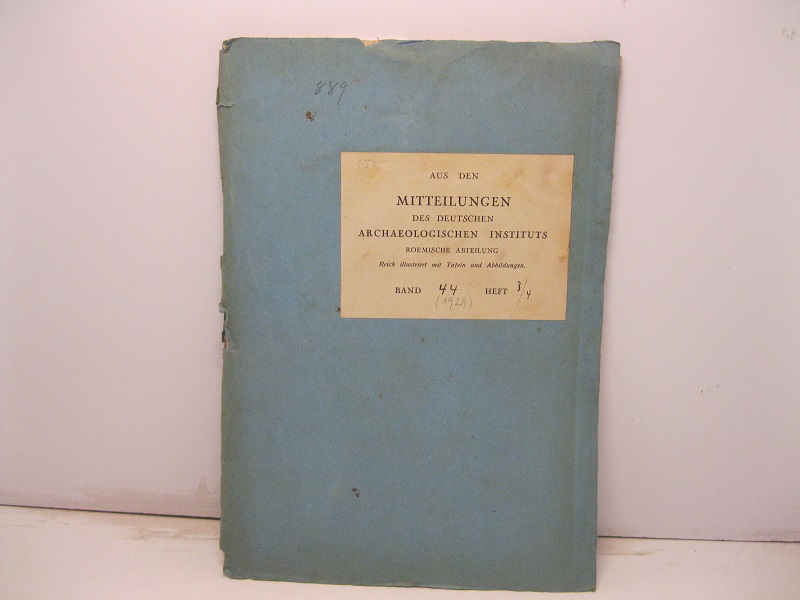 889
150
AUS DEN
MITTEILUNGEN
DES DEUTSCHEN
ARCHAEOLOGISCHEN INSTITUTS
ROEMISCHE ABTEILUNG
Reich illustriert mit Tafeln und Abbildungen.
BAND 44 HEFT 3/4
(1929)